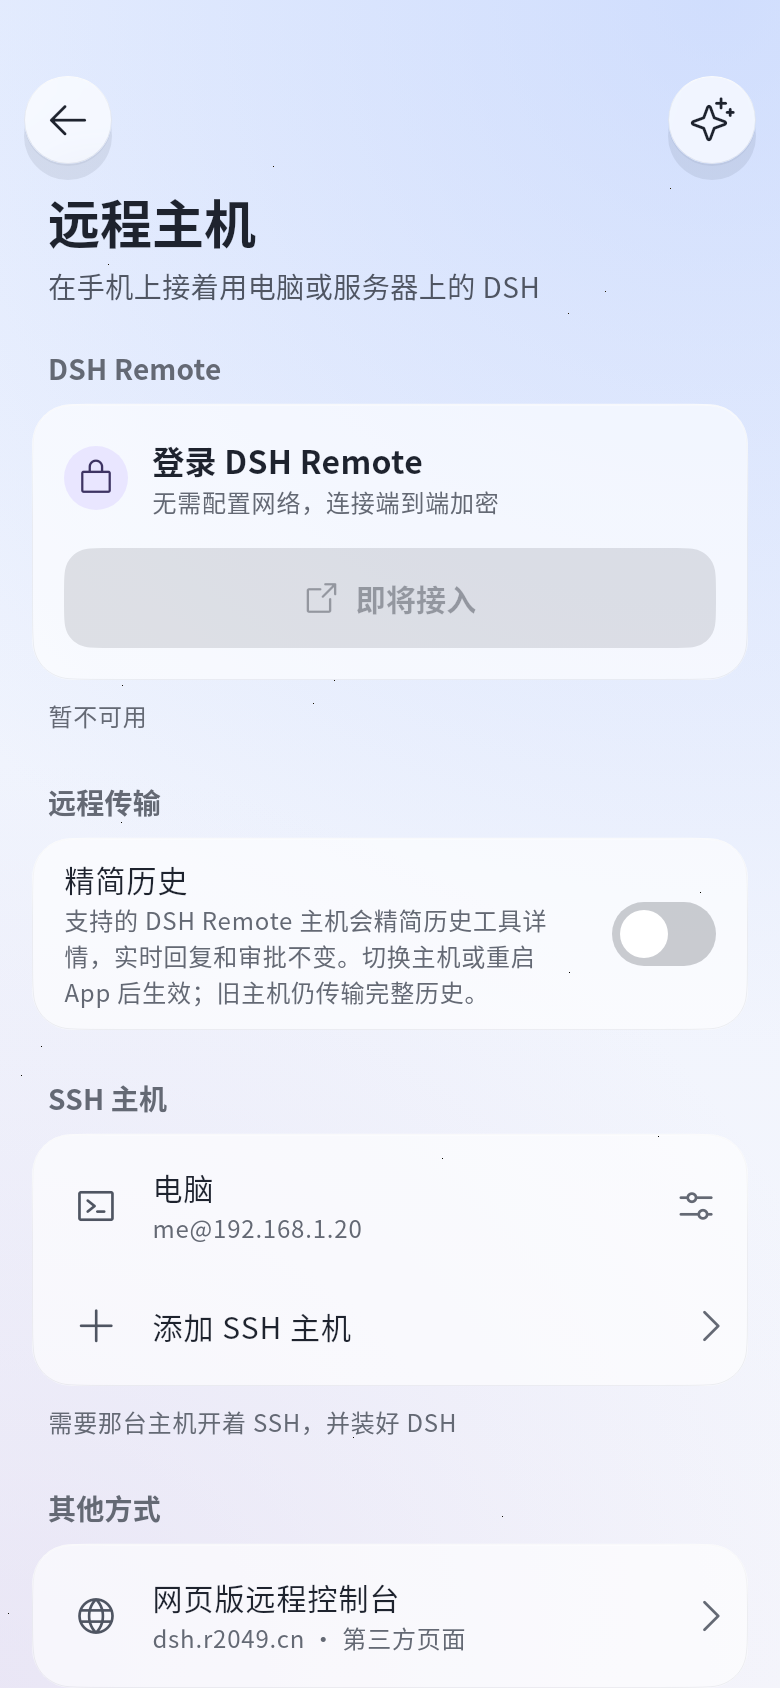 远程主机
在手机上接着用电脑或服务器上的 DSH
DSH Remote
登录 DSH Remote
无需配置网络，连接端到端加密
即将接入
暂不可用
远程传输
精简历史
支持的 DSH Remote 主机会精简历史工具详
情，实时回复和审批不变。切换主机或重启
App 后生效；旧主机仍传输完整历史。
SSH 主机
电脑
me@192.168.1.20
添加 SSH 主机
需要那台主机开着 SSH，并装好 DSH
其他方式
网页版远程控制台
dsh.r2049.cn · 第三方页面